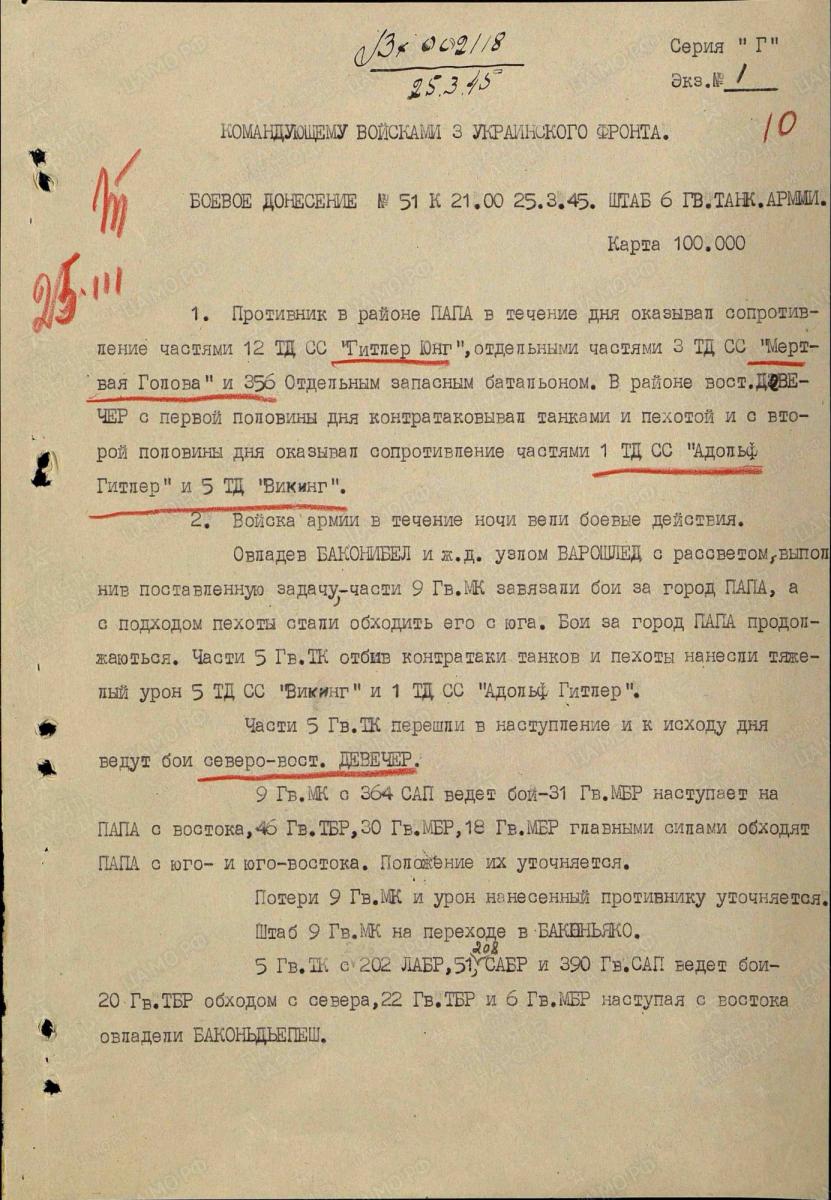 Вх 002118
25.3.45
Серия "Г"
Экз.№ 1
10
КОМАНДУЮЩЕМУ ВОЙСКАМИ 3 УКРАИНСКОГО ФРОНТА.
БОЕВОЕ ДОНЕСЕНИЕ № 51 К 21.00 25.3.45. ШТАБ 6 ГВ.ТАНК.АРМИИ.
Карта 100.000
25.III
1. Противник в районе ПАПА в течение дня оказывал сопротив-
ление частями 12 ТД СС "Гитлер Юнг",отдельными частями 3 ТД СС "Мерт-
вая Голова" и 356 Отдельным запасным батальоном. В районе вост.ДЕВЕ-
ЧЕР с первой половины дня контратаковывал танками и пехотой и с вто-
рой половины дня оказывал сопротивление частями 1 ТД СС "Адольф
Гитлер" и 5 ТД "Викинг".
2. Войска армии в течение ночи вели боевые действия.
Овладев БАКОНИБЕЛ и ж.д. узлом ВАРОШЛЕД с рассветом,выпол
нив поставленную задачу,-части 9 Гв.МК завязали бои за город ПАПА, а
с подходом пехоты стали обходить его с юга. Бои за город ПАПА продол-
жаються. Части 5 Гв.ТК отбив контратаки танков и пехоты нанесли тяже-
лый урон 5 ТД СС "Викинг" и 1 ТД СС "Адольф Гитлер".
Части 5 Гв.ТК перешли в наступление и к исходу дня
ведут бои северо-вост. ДЕВЕЧЕР.
9 Гв.МК с 364 САП ведет бой-31 Гв.МБР наступает на
ПАПА с востока,46 Гв.ТБР,30 Гв.МБР,18 Гв.МБР главными силами обходят
ПАПА с юго- и юго-востока. Положение их уточняется.
Потери 9 Гв.МК и урон нанесенный противнику уточняется.
Штаб 9 Гв.МК на переходе в БАКОНЬЯКО.
5 Гв.ТК с 202 ЛАБР,51, 208 САБР и 390 Гв.САП ведет бои-
20 Гв.ТБР обходом с севера,22 Гв.ТБР и 6 Гв.МБР наступая с востока
овладели БАКОНЬДЬЕПЕШ.